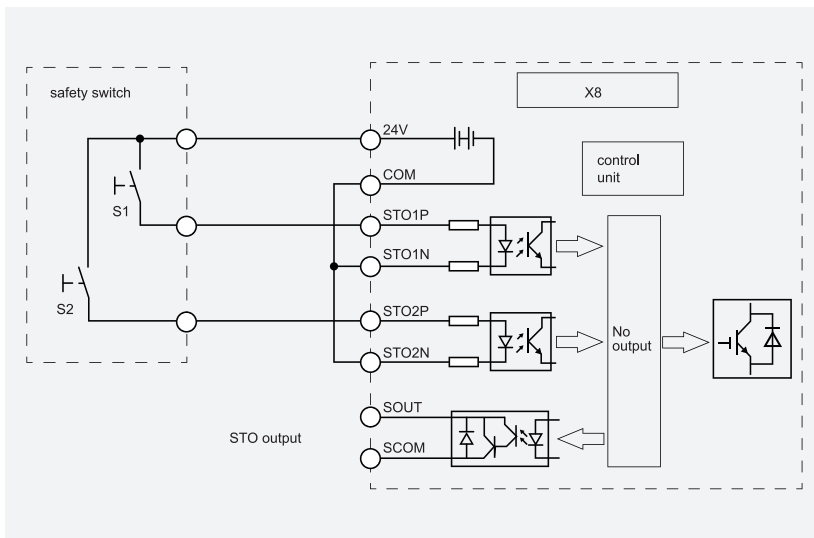 safety switch
X8
24V
control
unit
COM
S1
STO1P
STO1N
S2
STO2P
No
output
STO2N
SOUT
STO output
SCOM